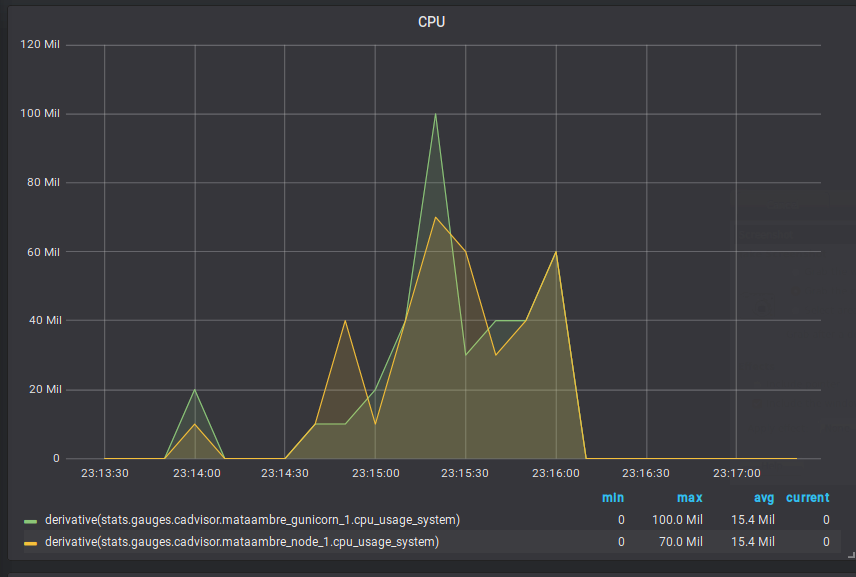 CPU
120 Mil
100 Mil
80 Mil
60 Mil
40 Mil
20 Mil
0
23:13:30 23:14:00 23:14:30 23:15:00 23:15:30 23:16:00 23:16:30 23:17:00
min max avg current
derivative(stats.gauges.cadvisor.mataambre_gunicorn_1.cpu_usage_system) 0 100.0 Mil 15.4 Mil 0
derivative(stats.gauges.cadvisor.mataambre_node_1.cpu_usage_system) 0 70.0 Mil 15.4 Mil 0